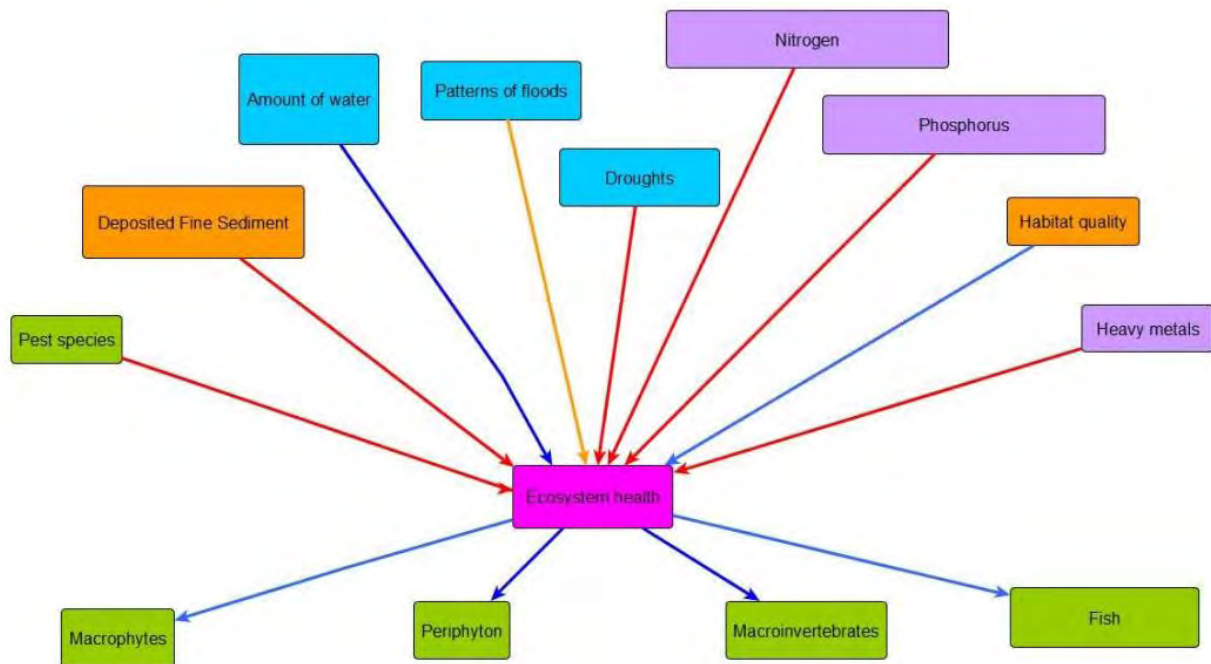 Nitrogen
Amount of water
Patterns of floods
Phosphorus
Droughts
Deposited Fine Sediment
Habitat quality
Pest species
Heavy metals
Ecosystem health
Macrophytes
Periphyton
Macroinvertebrates
Fish